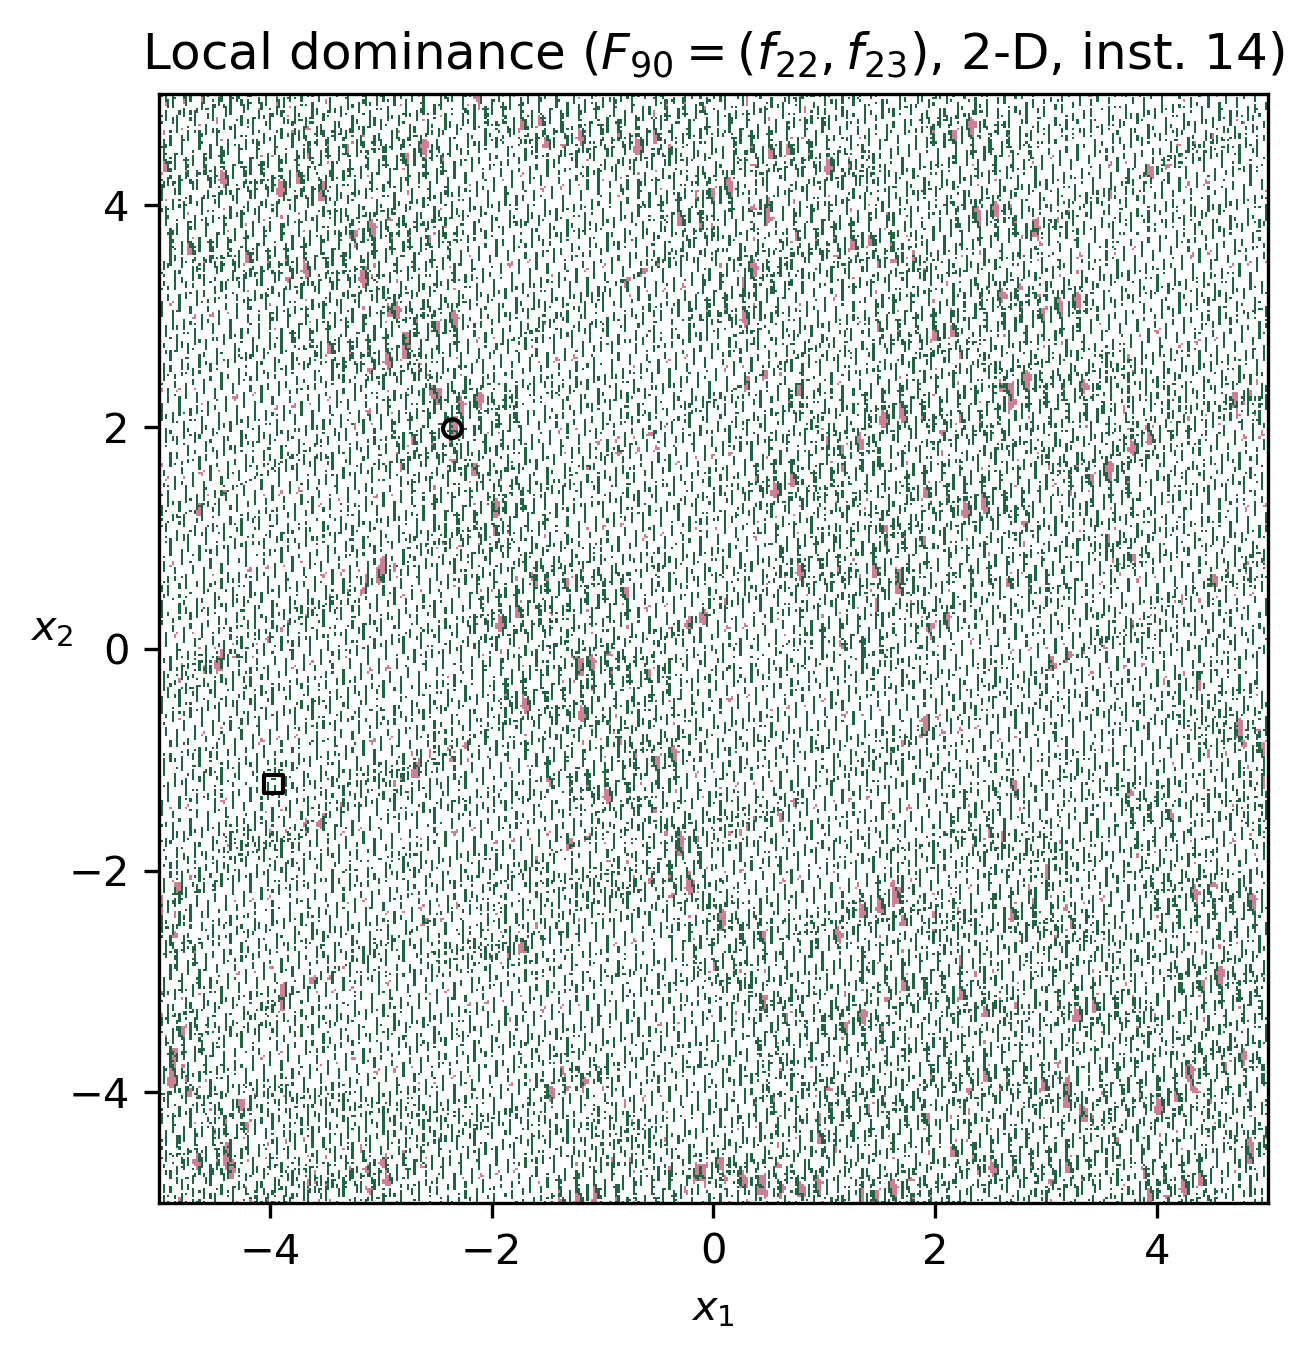 Local dominance (F₉₀ = (f₂₂, f₂₃), 2-D, inst. 14)
4
2
x₂
0
−2
−4
−4 −2 0 2 4
x₁